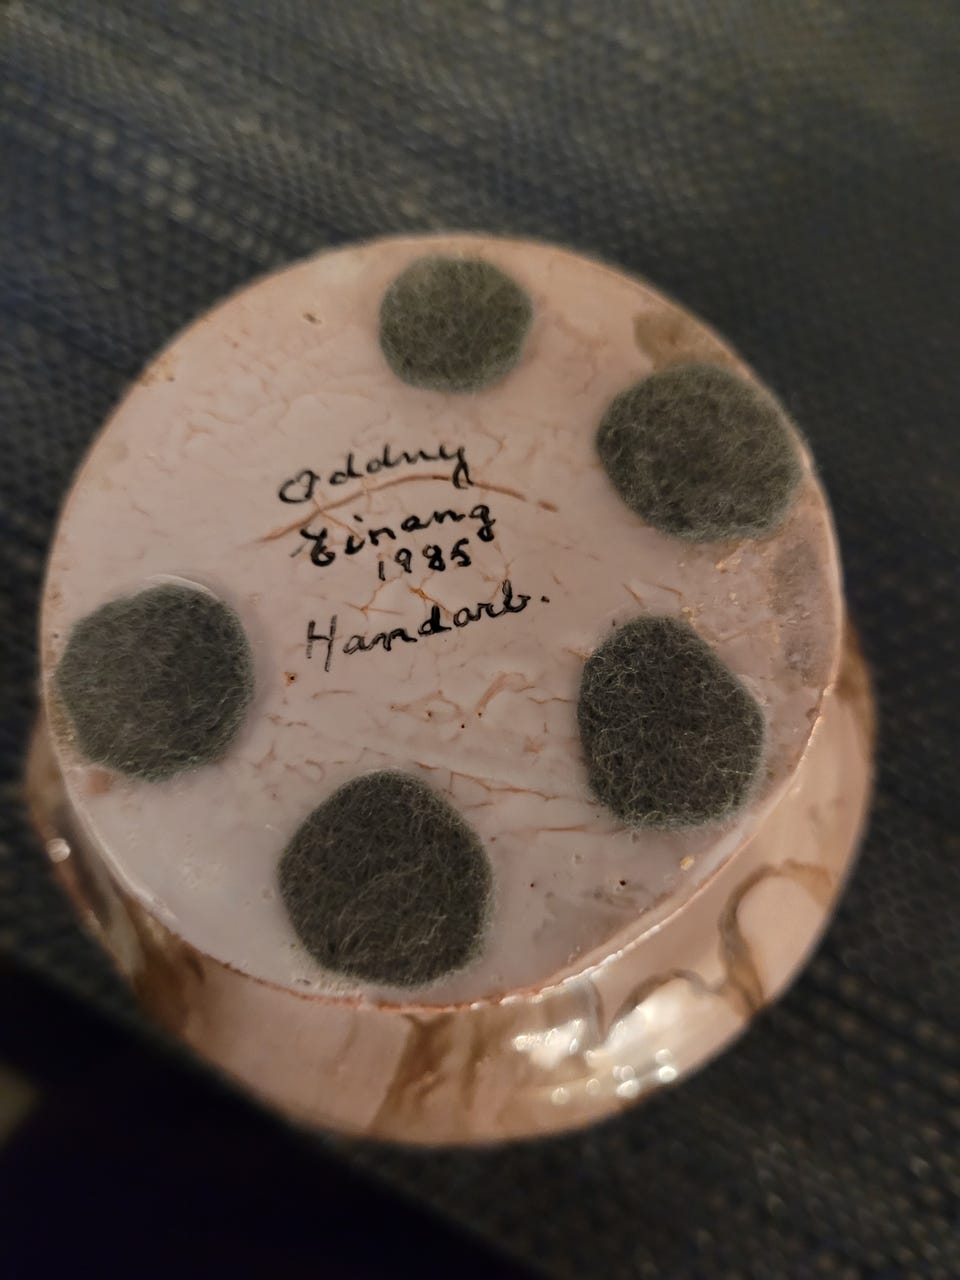 Oddny
Einang
1985
Handarb.